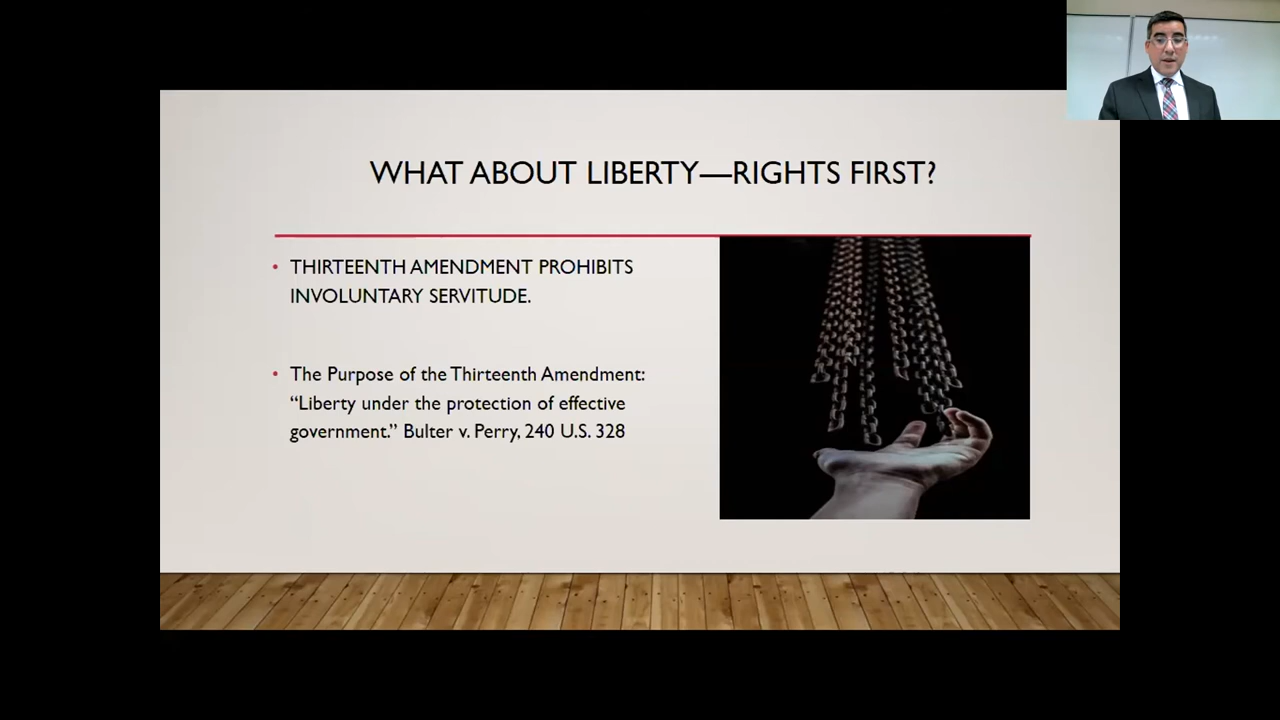 WHAT ABOUT LIBERTY—RIGHTS FIRST?
• THIRTEENTH AMENDMENT PROHIBITS
INVOLUNTARY SERVITUDE.
• The Purpose of the Thirteenth Amendment:
“Liberty under the protection of effective
government.” Bulter v. Perry, 240 U.S. 328